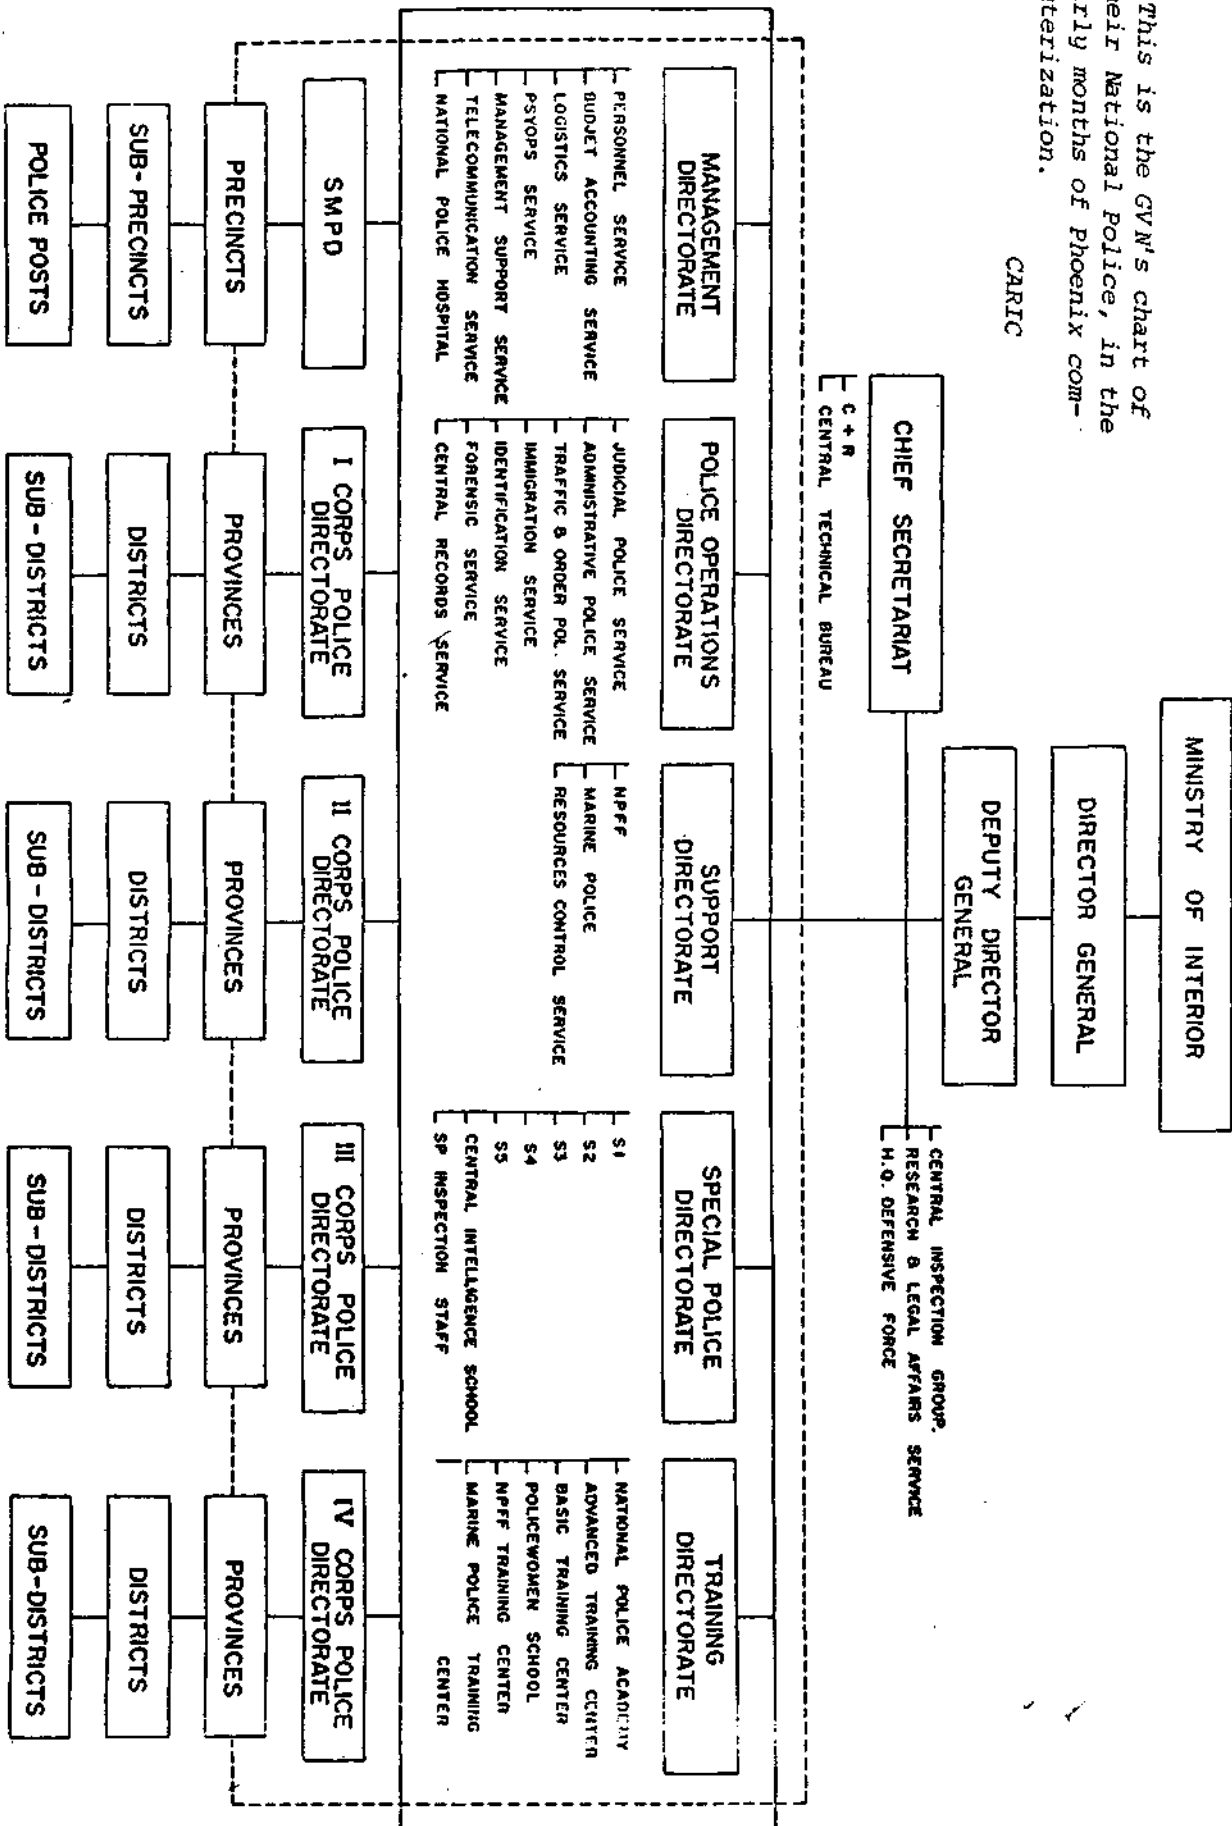 This is the GVN's chart of
eir National Police, in the
rly months of Phoenix com-
terization.
CARIC
MINISTRY OF INTERIOR
DIRECTOR GENERAL
DEPUTY DIRECTOR
GENERAL
CENTRAL INSPECTION GROUP.
RESEARCH & LEGAL AFFAIRS SERVICE
H.Q. DEFENSIVE FORCE
CHIEF SECRETARIAT
C + R
CENTRAL TECHNICAL BUREAU
MANAGEMENT
DIRECTORATE
PERSONNEL SERVICE
BUDJET ACCOUNTING SERVICE
LOGISTICS SERVICE
PSYOPS SERVICE
MANAGEMENT SUPPORT SERVICE
TELECOMMUNICATION SERVICE
NATIONAL POLICE HOSPITAL
POLICE OPERATIONS
DIRECTORATE
JUDICIAL POLICE SERVICE
ADMINISTRATIVE POLICE SERVICE
TRAFFIC & ORDER POL. SERVICE
IMMIGRATION SERVICE
IDENTIFICATION SERVICE
FORENSIC SERVICE
CENTRAL RECORDS SERVICE
SUPPORT
DIRECTORATE
NPFF
MARINE POLICE
RESOURCES CONTROL SERVICE
SPECIAL POLICE
DIRECTORATE
S1
S2
S3
S4
S5
CENTRAL INTELLIGENCE SCHOOL
SP INSPECTION STAFF
TRAINING
DIRECTORATE
NATIONAL POLICE ACADEMY
ADVANCED TRAINING CENTER
BASIC TRAINING CENTER
POLICEWOMEN SCHOOL
NPFF TRAINING CENTER
MARINE POLICE TRAINING
CENTER
SMPD
PRECINCTS
SUB-PRECINCTS
POLICE POSTS
I CORPS POLICE
DIRECTORATE
PROVINCES
DISTRICTS
SUB-DISTRICTS
II CORPS POLICE
DIRECTORATE
PROVINCES
DISTRICTS
SUB-DISTRICTS
III CORPS POLICE
DIRECTORATE
PROVINCES
DISTRICTS
SUB-DISTRICTS
IV CORPS POLICE
DIRECTORATE
PROVINCES
DISTRICTS
SUB-DISTRICTS